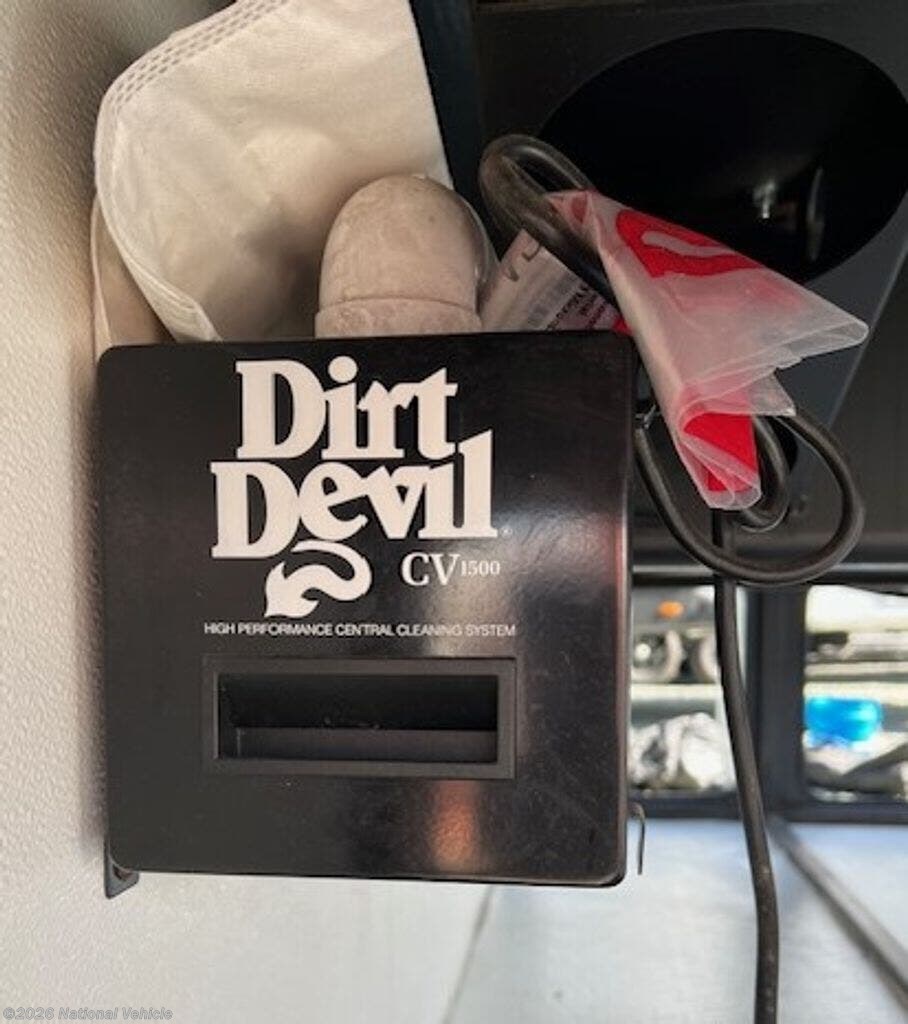 Dirt
Devil
CV1500
HIGH PERFORMANCE CENTRAL CLEANING SYSTEM
©2026 National Vehicle